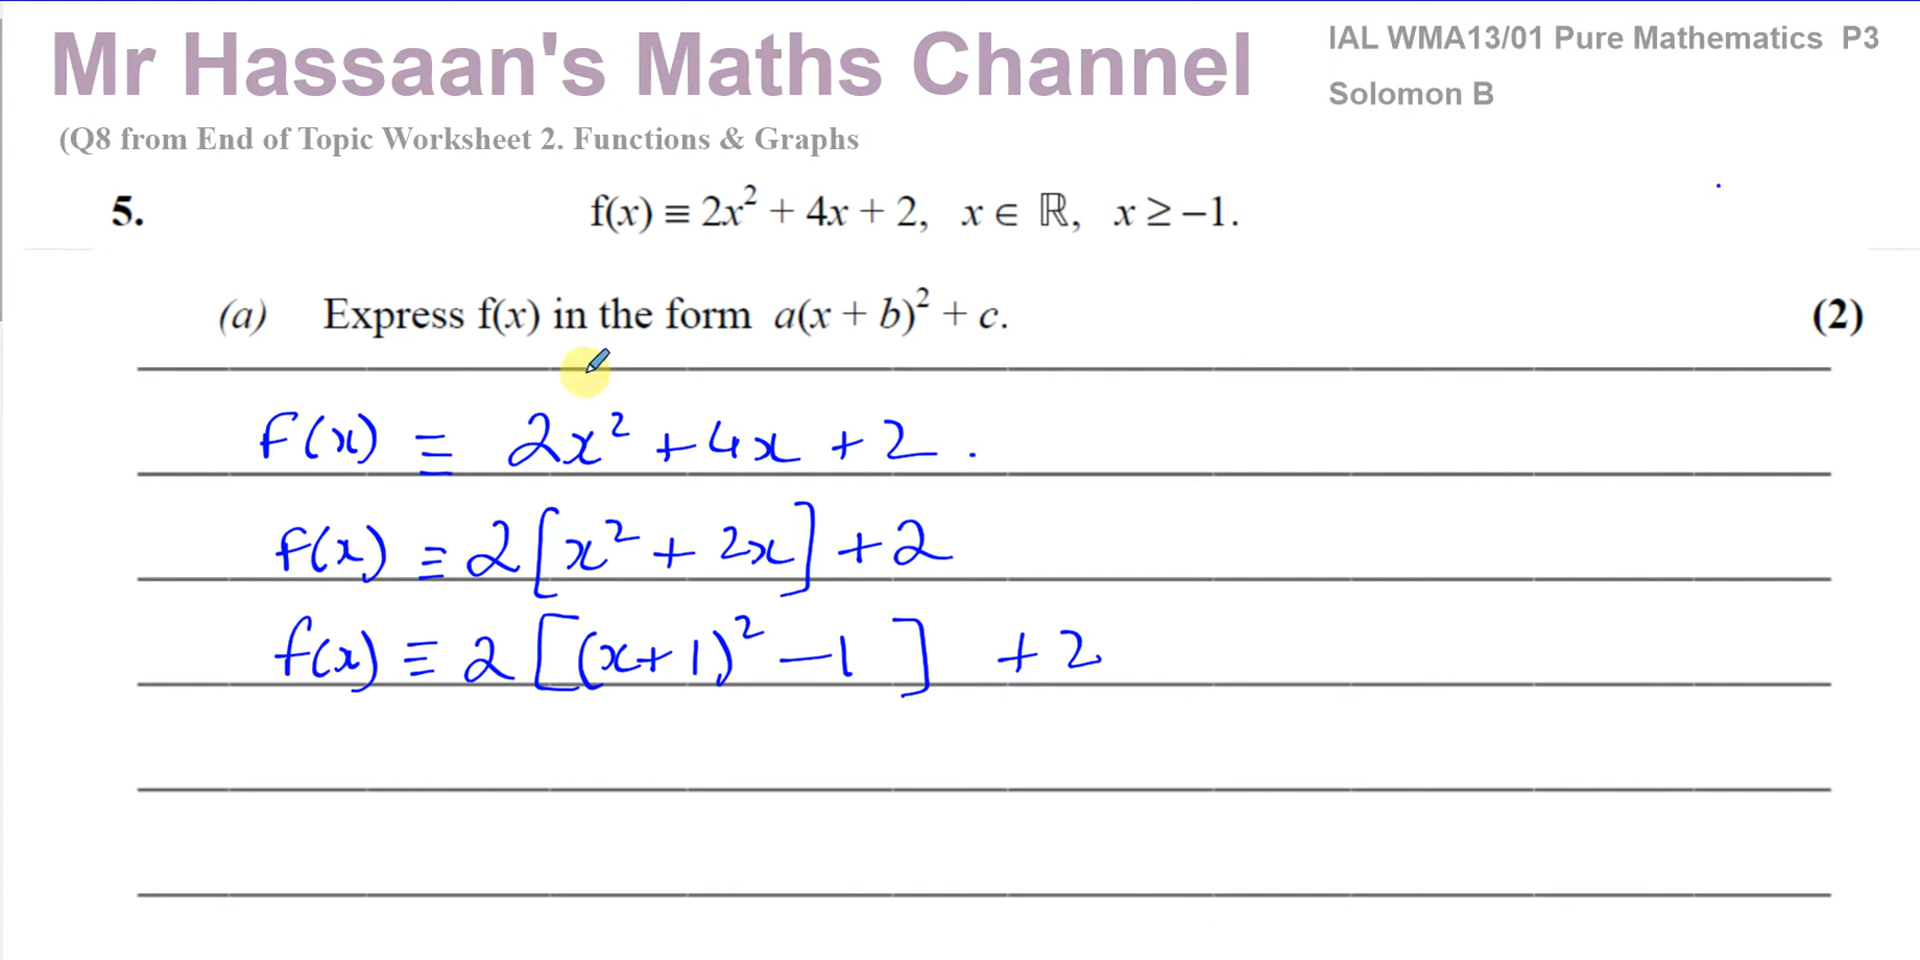 Mr Hassaan's Maths Channel
IAL WMA13/01 Pure Mathematics P3
Solomon B
(Q8 from End of Topic Worksheet 2. Functions & Graphs
5. f(x) ≡ 2x² + 4x + 2, x ∈ ℝ, x ≥ −1.
(a) Express f(x) in the form a(x + b)² + c. (2)
f(x) ≡ 2x² + 4x + 2.
f(x) ≡ 2[x² + 2x] + 2
f(x) ≡ 2[(x+1)² − 1] + 2